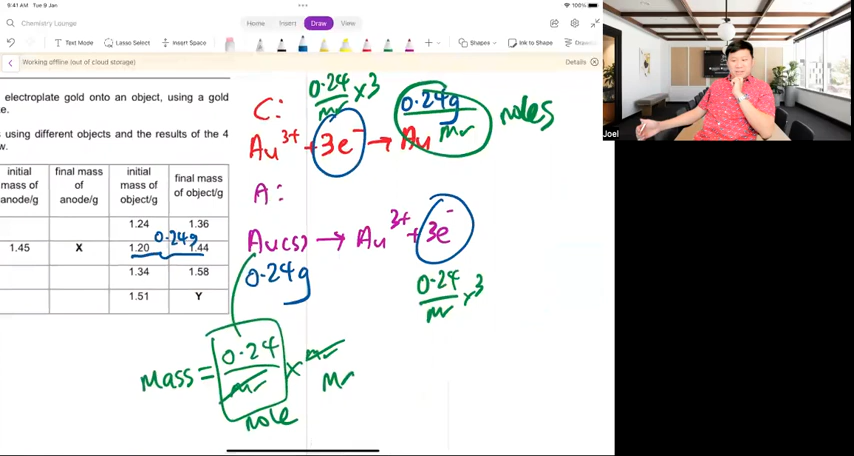 9:41 AM Tue 9 Jan
100%
Chemistry Lounge
Home Insert Draw View
Text Mode Lasso Select Insert Space Shapes Ink to Shape
Working offline (out of cloud storage) Details
electroplate gold onto an object, using a gold
using different objects and the results of the 4
initial mass of anode/g
final mass of anode/g
initial mass of object/g
final mass of object/g
1.24 1.36
0.24g
1.45 X 1.20 1.44
1.34 1.58
1.51 Y
C: 0.24/mr x 3
0.24g/mr moles
Au3+ + 3e- → Au
A:
Au(s) → Au3+ + 3e-
0.24g
0.24/mr x 3
Mass = 0.24/mr x mr
Mr
mole
Joel